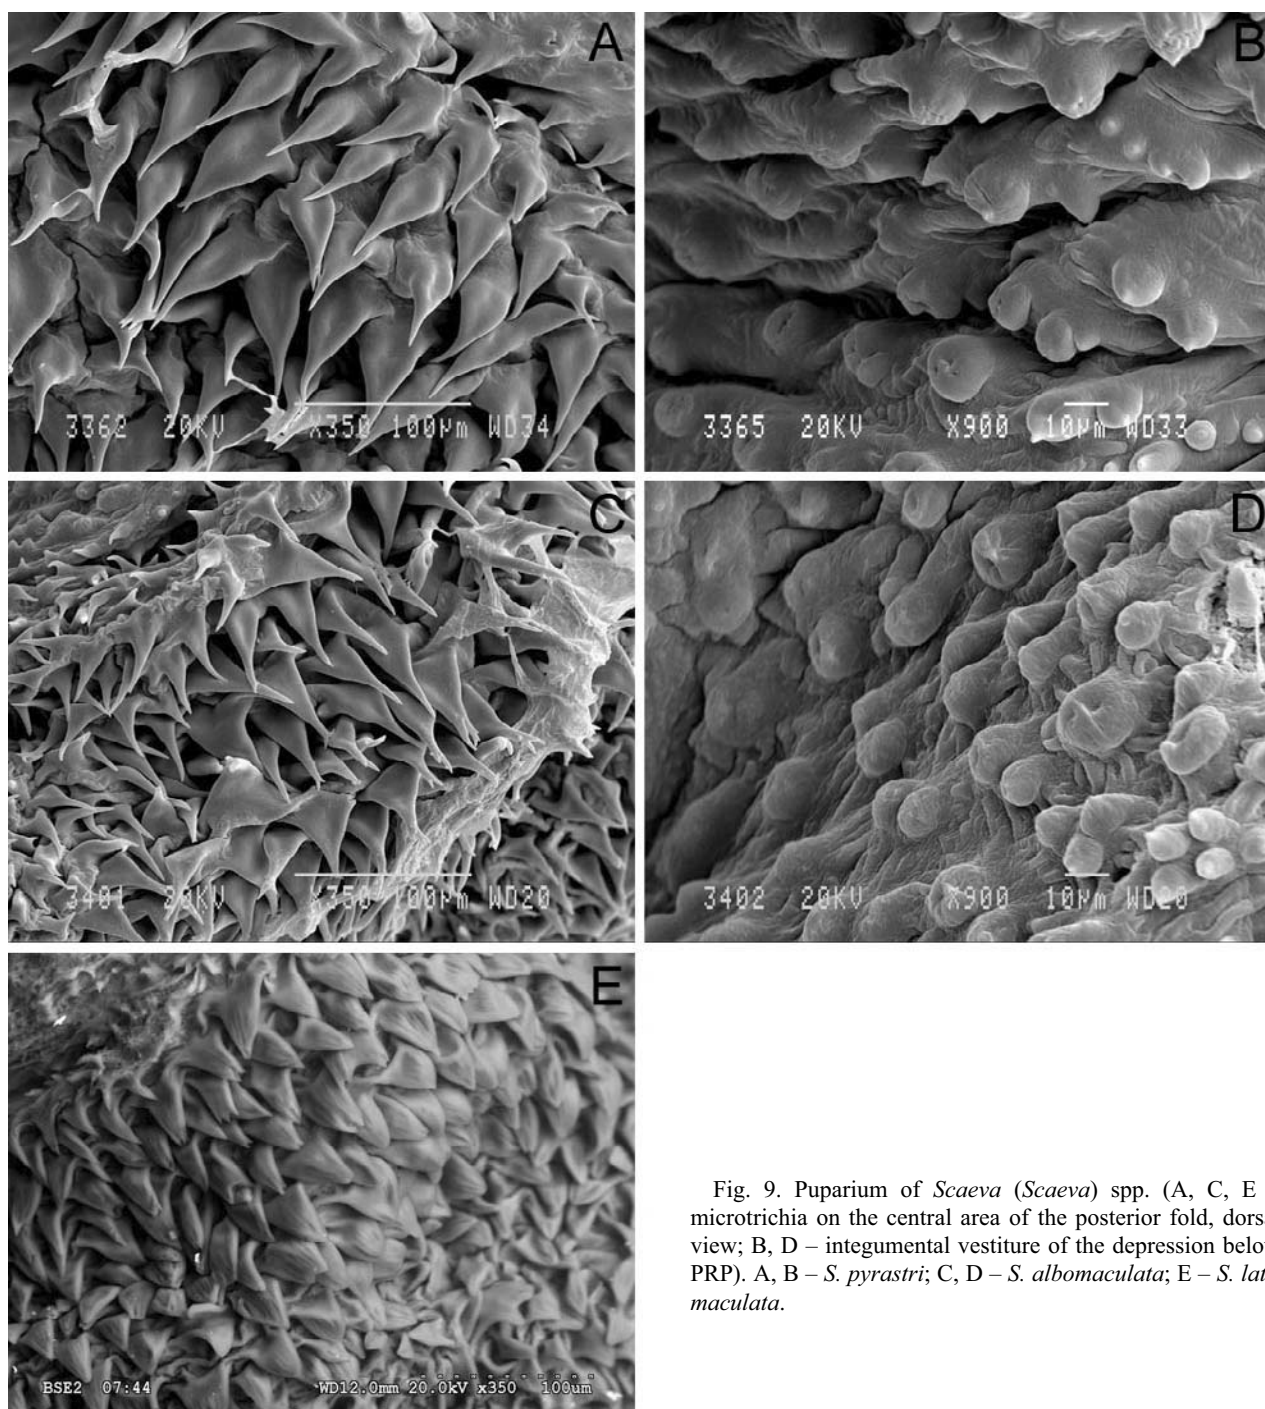 A
3362 20KV X350 100µm WD34
B
3365 20KV X900 10µm WD33
C
3401 20KV X350 100µm WD20
D
3402 20KV X900 10µm WD20
E
BSE2 07:44 WD12.0mm 20.0kV x350 100um
Fig. 9. Puparium of Scaeva (Scaeva) spp. (A, C, E
microtrichia on the central area of the posterior fold, dorsa
view; B, D – integumental vestiture of the depression below
PRP). A, B – S. pyrastri; C, D – S. albomaculata; E – S. lat
maculata.